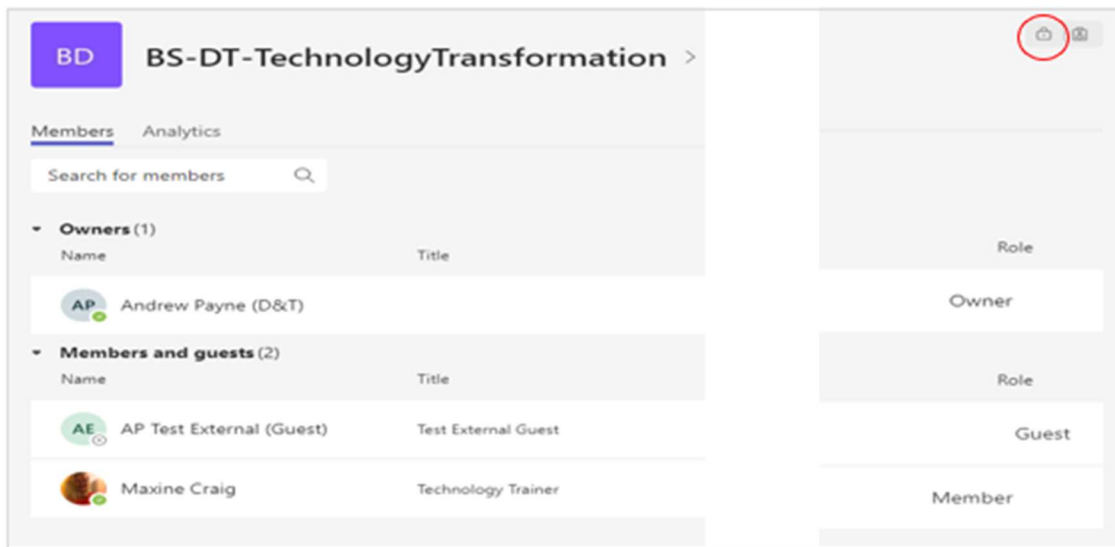 BD
BS-DT-TechnologyTransformation >
Members Analytics
Search for members
Owners (1)
Name Title Role
AP Andrew Payne (D&T) Owner
Members and guests (2)
Name Title Role
AE AP Test External (Guest) Test External Guest Guest
Maxine Craig Technology Trainer Member